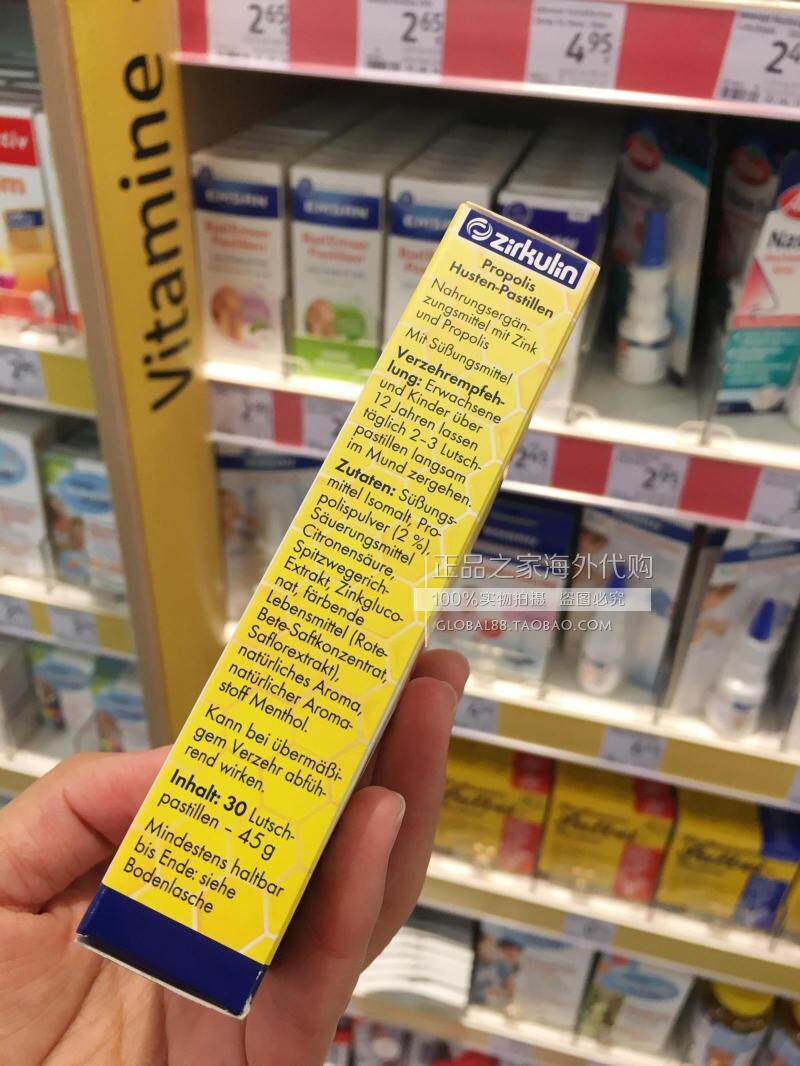 Vitamine
2.65
2.65
4.95
zirkulin
Propolis
Husten-Pastillen
Nahrungsergän-
zungsmittel mit Zink
und Propolis
Mit Süßungsmittel
Verzehrempfeh-
lung: Erwachsene
und Kinder über
12 Jahren lassen
täglich 2-3 Lutsch-
pastillen langsam
im Mund zergehen.
Zutaten: Süßungs-
mittel Isomalt, Pro-
polispulver (2 %),
Säuerungsmittel
Citronensäure,
Spitzwegerich-
Extrakt, Zinkgluco-
nat, färbende
Lebensmittel (Rote-
Bete-Saftkonzentrat,
Saflorextrakt),
natürliches Aroma,
natürlicher Aroma-
stoff Menthol.
Kann bei übermäßi-
gem Verzehr abfüh-
rend wirken.
Inhalt: 30 Lutsch-
pastillen - 45g
Mindestens haltbar
bis Ende: siehe
Bodenlasche
正品之家海外代购
100%实物拍摄 盗图必究
GLOBAL88.TAOBAO.COM